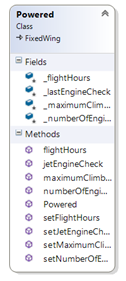 Powered
Class
FixedWing
Fields
_flightHours
_lastEngineCheck
_maximumClim...
_numberOfEngi...
Methods
flightHours
jetEngineCheck
maximumClimb...
numberOfEngi...
Powered
setFlightHours
setJetEngineCh...
setMaximumCli...
setNumberOfE...